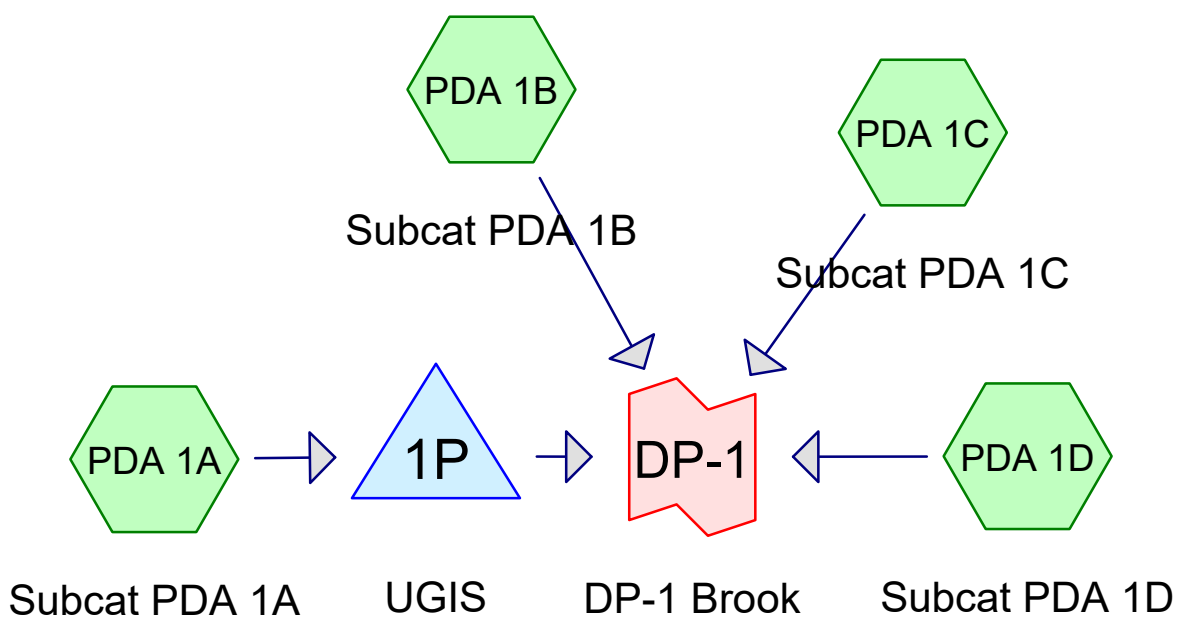 PDA 1B
PDA 1C
Subcat PDA 1B
Subcat PDA 1C
PDA 1A
1P
DP-1
PDA 1D
Subcat PDA 1A
UGIS
DP-1 Brook
Subcat PDA 1D